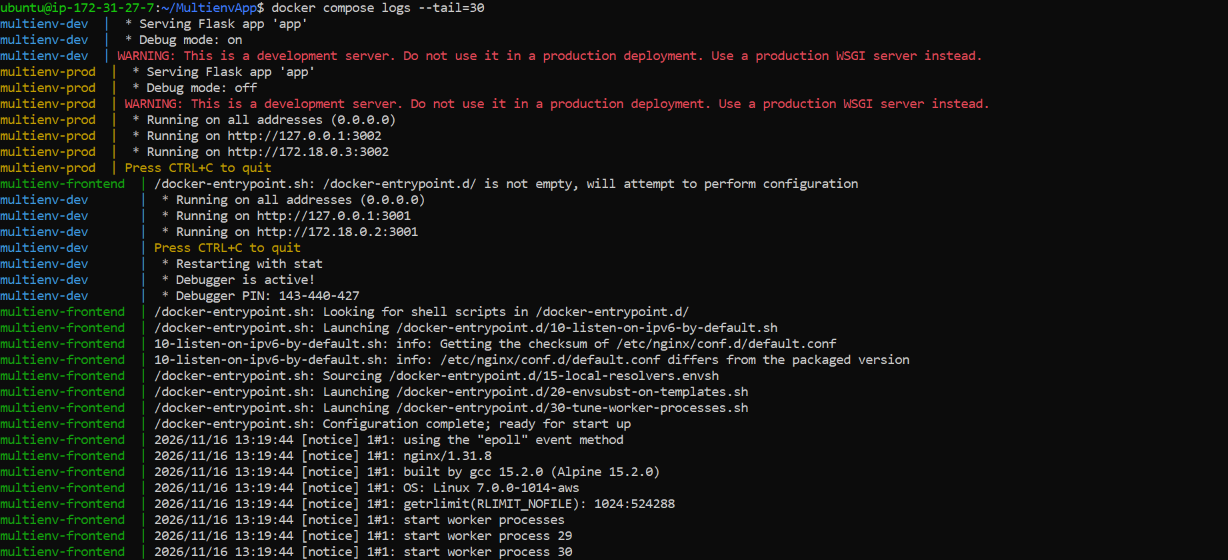 ubuntu@ip-172-31-27-7:~/MultienvApp$ docker compose logs --tail=30
multienv-dev | * Serving Flask app 'app'
multienv-dev | * Debug mode: on
multienv-dev | WARNING: This is a development server. Do not use it in a production deployment. Use a production WSGI server instead.
multienv-prod | * Serving Flask app 'app'
multienv-prod | * Debug mode: off
multienv-prod | WARNING: This is a development server. Do not use it in a production deployment. Use a production WSGI server instead.
multienv-prod | * Running on all addresses (0.0.0.0)
multienv-prod | * Running on http://127.0.0.1:3002
multienv-prod | * Running on http://172.18.0.3:3002
multienv-prod | Press CTRL+C to quit
multienv-frontend | /docker-entrypoint.sh: /docker-entrypoint.d/ is not empty, will attempt to perform configuration
multienv-dev | * Running on all addresses (0.0.0.0)
multienv-dev | * Running on http://127.0.0.1:3001
multienv-dev | * Running on http://172.18.0.2:3001
multienv-dev | Press CTRL+C to quit
multienv-dev | * Restarting with stat
multienv-dev | * Debugger is active!
multienv-dev | * Debugger PIN: 143-440-427
multienv-frontend | /docker-entrypoint.sh: Looking for shell scripts in /docker-entrypoint.d/
multienv-frontend | /docker-entrypoint.sh: Launching /docker-entrypoint.d/10-listen-on-ipv6-by-default.sh
multienv-frontend | 10-listen-on-ipv6-by-default.sh: info: Getting the checksum of /etc/nginx/conf.d/default.conf
multienv-frontend | 10-listen-on-ipv6-by-default.sh: info: /etc/nginx/conf.d/default.conf differs from the packaged version
multienv-frontend | /docker-entrypoint.sh: Sourcing /docker-entrypoint.d/15-local-resolvers.envsh
multienv-frontend | /docker-entrypoint.sh: Launching /docker-entrypoint.d/20-envsubst-on-templates.sh
multienv-frontend | /docker-entrypoint.sh: Launching /docker-entrypoint.d/30-tune-worker-processes.sh
multienv-frontend | /docker-entrypoint.sh: Configuration complete; ready for start up
multienv-frontend | 2026/11/16 13:19:44 [notice] 1#1: using the "epoll" event method
multienv-frontend | 2026/11/16 13:19:44 [notice] 1#1: nginx/1.31.8
multienv-frontend | 2026/11/16 13:19:44 [notice] 1#1: built by gcc 15.2.0 (Alpine 15.2.0)
multienv-frontend | 2026/11/16 13:19:44 [notice] 1#1: OS: Linux 7.0.0-1014-aws
multienv-frontend | 2026/11/16 13:19:44 [notice] 1#1: getrlimit(RLIMIT_NOFILE): 1024:524288
multienv-frontend | 2026/11/16 13:19:44 [notice] 1#1: start worker processes
multienv-frontend | 2026/11/16 13:19:44 [notice] 1#1: start worker process 29
multienv-frontend | 2026/11/16 13:19:44 [notice] 1#1: start worker process 30